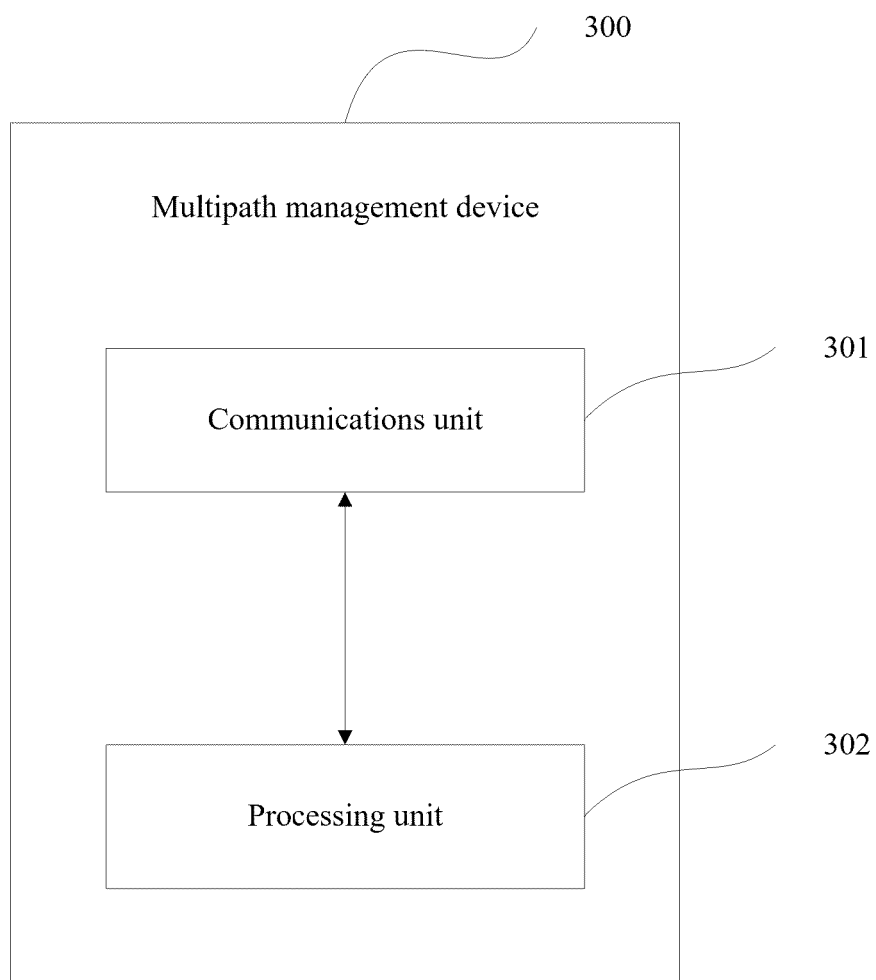 300
Multipath management device
301
Communications unit
302
Processing unit